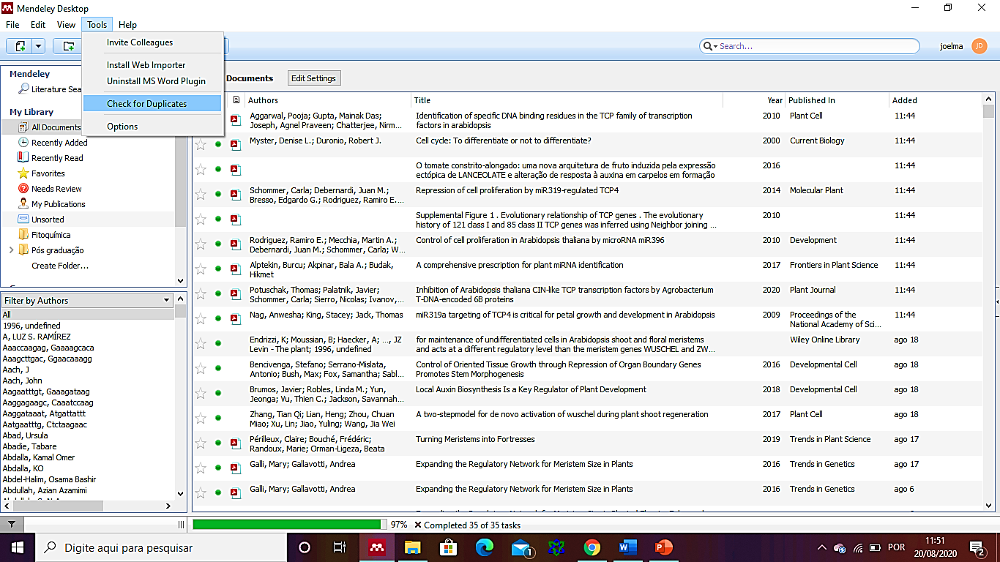 Mendeley Desktop
File Edit View Tools Help
Invite Colleagues
Install Web Importer
Uninstall MS Word Plugin
Check for Duplicates
Options
Search...
joelma
JD
Mendeley
Literature Sea
My Library
All Documents
Recently Added
Recently Read
Favorites
Needs Review
My Publications
Unsorted
Fitoquímica
Pós graduação
Create Folder...
Filter by Authors
All
1996, undefined
A, LUZ S. RAMÍREZ
Aaaccaagag, Gaaaagcaca
Aaagcttgac, Ggaacaaagg
Aach, J
Aach, John
Aagaatttgt, Gaaagataag
Aaggagaagc, Caaatccaag
Aaggataaat, Atgattattt
Aatgaatttg, Ctctaagaac
Abad, Ursula
Abadie, Tabare
Abdalla, Kamal Omer
Abdalla, KO
Abdel-Halim, Osama Bashir
Abdullah, Azian Azamimi
Documents Edit Settings
Authors Title Year Published In Added
Aggarwal, Pooja; Gupta, Mainak Das; Identification of specific DNA binding residues in the TCP family of transcription 2010 Plant Cell 11:44
Joseph, Agnel Praveen; Chatterjee, Nirm... factors in arabidopsis
Myster, Denise L.; Duronio, Robert J. Cell cycle: To differentiate or not to differentiate? 2000 Current Biology 11:44
O tomate constrito-alongado: uma nova arquitetura de fruto induzida pela expressão 2016 11:44
ectópica de LANCEOLATE e alteração de resposta à auxina em carpelos em formação
Schommer, Carla; Debernardi, Juan M.; Repression of cell proliferation by miR319-regulated TCP4 2014 Molecular Plant 11:44
Bresso, Edgardo G.; Rodriguez, Ramiro E....
Supplemental Figure 1 . Evolutionary relationship of TCP genes . The evolutionary 2010 11:44
history of 121 class I and 85 class II TCP genes was inferred using Neighbor joining ...
Rodriguez, Ramiro E.; Mecchia, Martin A.; Control of cell proliferation in Arabidopsis thaliana by microRNA miR396 2010 Development 11:44
Debernardi, Juan M.; Schommer, Carla; W...
Alptekin, Burcu; Akpinar, Bala A.; Budak, A comprehensive prescription for plant miRNA identification 2017 Frontiers in Plant Science 11:44
Hikmet
Potuschak, Thomas; Palatnik, Javier; Inhibition of Arabidopsis thaliana CIN-like TCP transcription factors by Agrobacterium 2020 Plant Journal 11:44
Schommer, Carla; Sierro, Nicolas; Ivanov,... T-DNA-encoded 6B proteins
Nag, Anwesha; King, Stacey; Jack, Thomas miR319a targeting of TCP4 is critical for petal growth and development in Arabidopsis 2009 Proceedings of the 11:44
National Academy of Sci...
Endrizzi, K; Moussian, B; Haecker, A; ..., JZ for maintenance of undifferentiated cells in Arabidopsis shoot and floral meristems Wiley Online Library ago 18
Levin - The plant; 1996, undefined and acts at a different regulatory level than the meristem genes WUSCHEL and ZW...
Bencivenga, Stefano; Serrano-Mislata, Control of Oriented Tissue Growth through Repression of Organ Boundary Genes 2016 Developmental Cell ago 18
Antonio; Bush, Max; Fox, Samantha; Sabl... Promotes Stem Morphogenesis
Brumos, Javier; Robles, Linda M.; Yun, Local Auxin Biosynthesis Is a Key Regulator of Plant Development 2018 Developmental Cell ago 18
Jeonga; Vu, Thien C.; Jackson, Savannah...
Zhang, Tian Qi; Lian, Heng; Zhou, Chuan A two-stepmodel for de novo activation of wuschel during plant shoot regeneration 2017 Plant Cell ago 18
Miao; Xu, Lin; Jiao, Yuling; Wang, Jia Wei
Périlleux, Claire; Bouché, Frédéric; Turning Meristems into Fortresses 2019 Trends in Plant Science ago 17
Randoux, Marie; Orman-Ligeza, Beata
Galli, Mary; Gallavotti, Andrea Expanding the Regulatory Network for Meristem Size in Plants 2016 Trends in Genetics ago 17
Galli, Mary; Gallavotti, Andrea Expanding the Regulatory Network for Meristem Size in Plants 2016 Trends in Genetics ago 6
97% Completed 35 of 35 tasks
Digite aqui para pesquisar
1
POR
11:51
20/08/2020
2